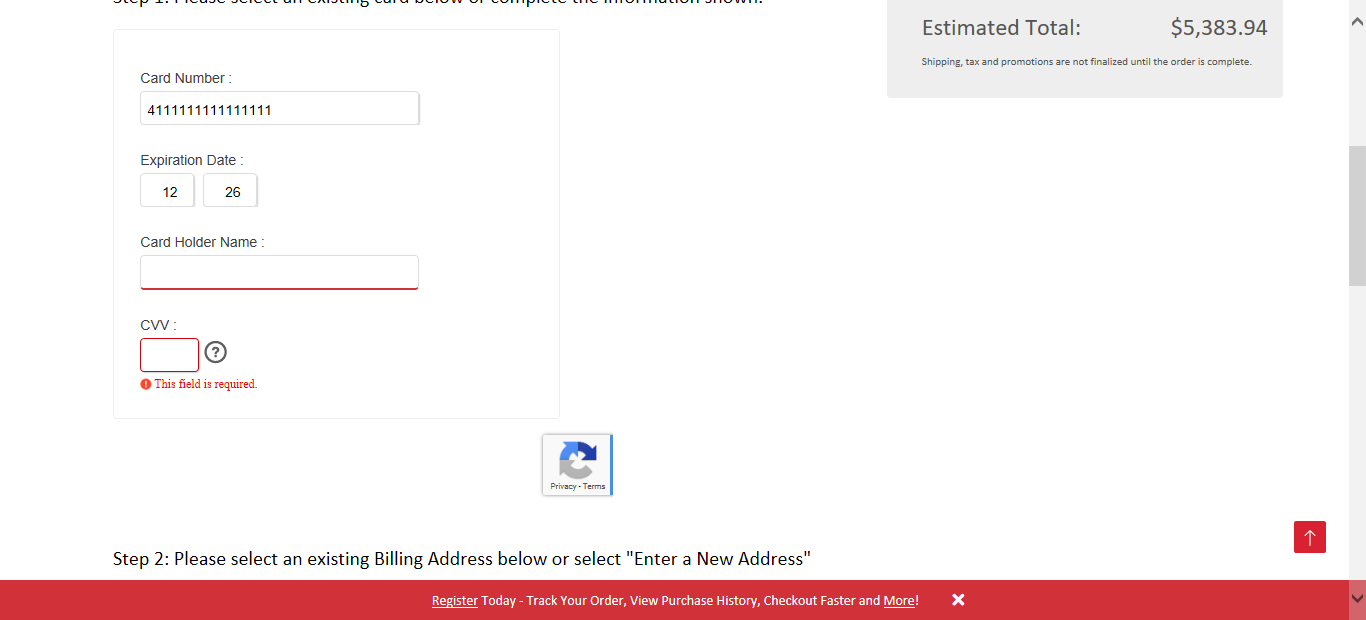 Step 1: Please select an existing card below or complete the information shown.
Estimated Total: $5,383.94
Shipping, tax and promotions are not finalized until the order is complete.
Card Number :
4111111111111111
Expiration Date :
12 26
Card Holder Name :
CVV :
?
! This field is required.
Privacy - Terms
Step 2: Please select an existing Billing Address below or select "Enter a New Address"
Register Today - Track Your Order, View Purchase History, Checkout Faster and More!